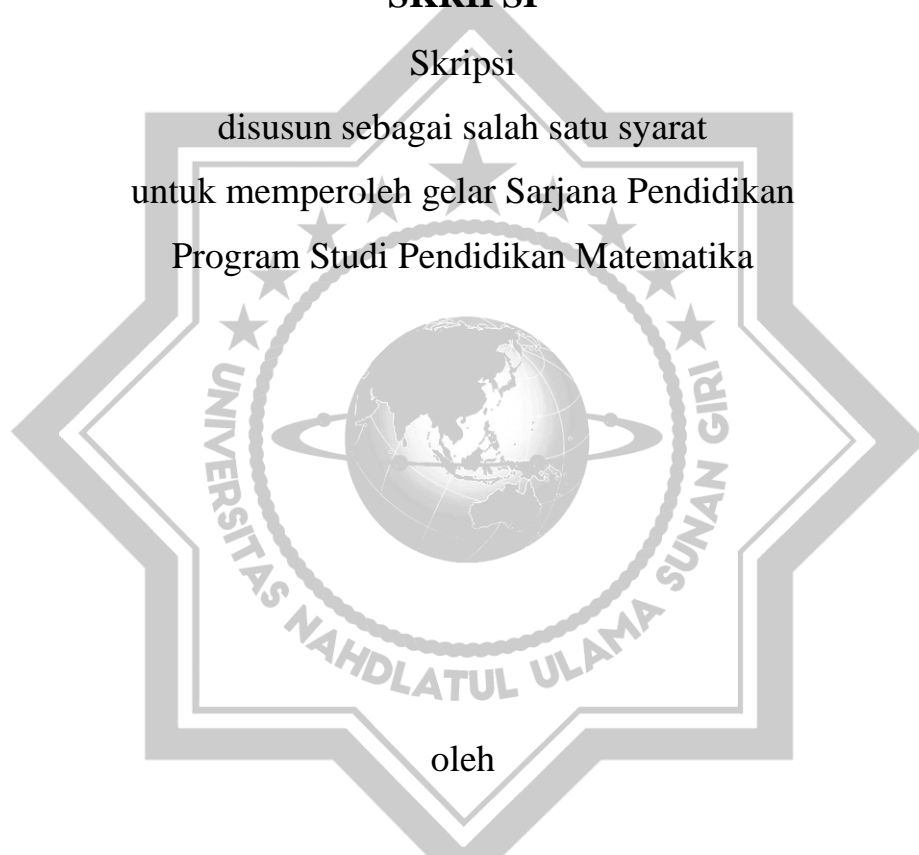 SKRIPSI
Skripsi
disusun sebagai salah satu syarat
untuk memperoleh gelar Sarjana Pendidikan
Program Studi Pendidikan Matematika
UNIVERSITAS NAHDLATUL ULAMA SUNAN GIRI
oleh